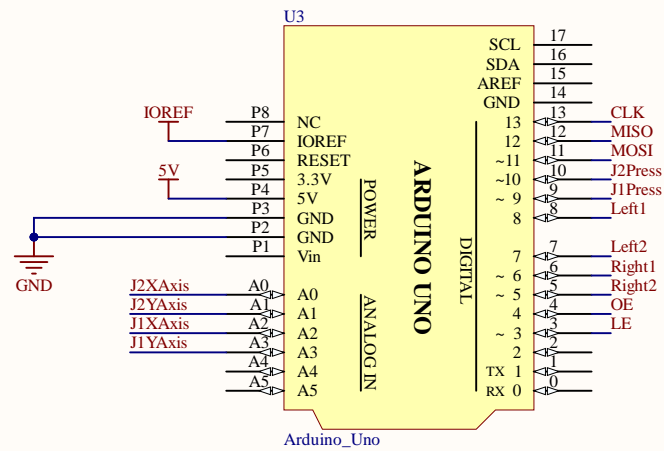 U3
SCL 17
SDA 16
AREF 15
GND 14
IOREF P8 NC 13 13 CLK
P7 IOREF 12 12 MISO
P6 RESET ~11 11 MOSI
5V P5 3.3V ~10 10 J2Press
P4 5V ~ 9 9 J1Press
P3 GND 8 8 Left1
P2 GND
P1 Vin 7 7 Left2
GND
~ 6 6 Right1
J2XAxis A0 A0 ~ 5 5 Right2
J2YAxis A1 A1 4 4 OE
J1XAxis A2 A2 ~ 3 3 LE
J1YAxis A3 A3 2 2
A4 A4 TX 1 1
A5 A5 RX 0 0
POWER
ANALOG IN
ARDUINO UNO
DIGITAL
Arduino_Uno